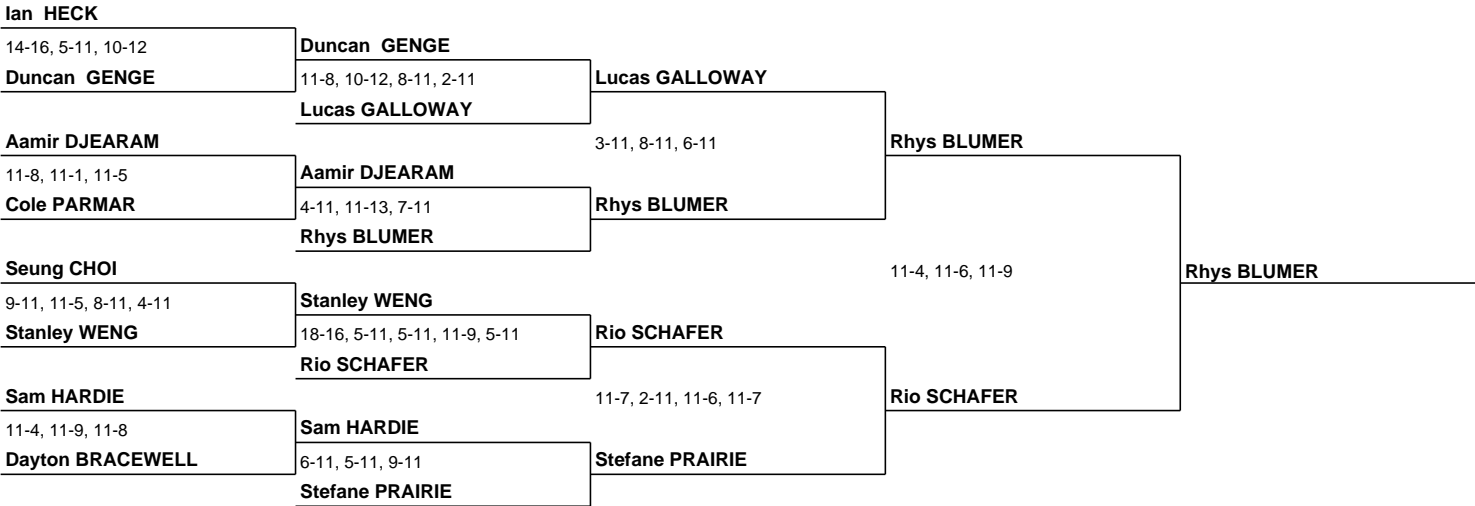 Ian HECK
14-16, 5-11, 10-12
Duncan GENGE
Duncan GENGE
11-8, 10-12, 8-11, 2-11
Lucas GALLOWAY
Lucas GALLOWAY
Aamir DJEARAM
3-11, 8-11, 6-11
Rhys BLUMER
11-8, 11-1, 11-5
Aamir DJEARAM
Cole PARMAR
4-11, 11-13, 7-11
Rhys BLUMER
Rhys BLUMER
Seung CHOI
11-4, 11-6, 11-9
Rhys BLUMER
9-11, 11-5, 8-11, 4-11
Stanley WENG
Stanley WENG
18-16, 5-11, 5-11, 11-9, 5-11
Rio SCHAFER
Rio SCHAFER
Sam HARDIE
11-7, 2-11, 11-6, 11-7
Rio SCHAFER
11-4, 11-9, 11-8
Sam HARDIE
Dayton BRACEWELL
6-11, 5-11, 9-11
Stefane PRAIRIE
Stefane PRAIRIE